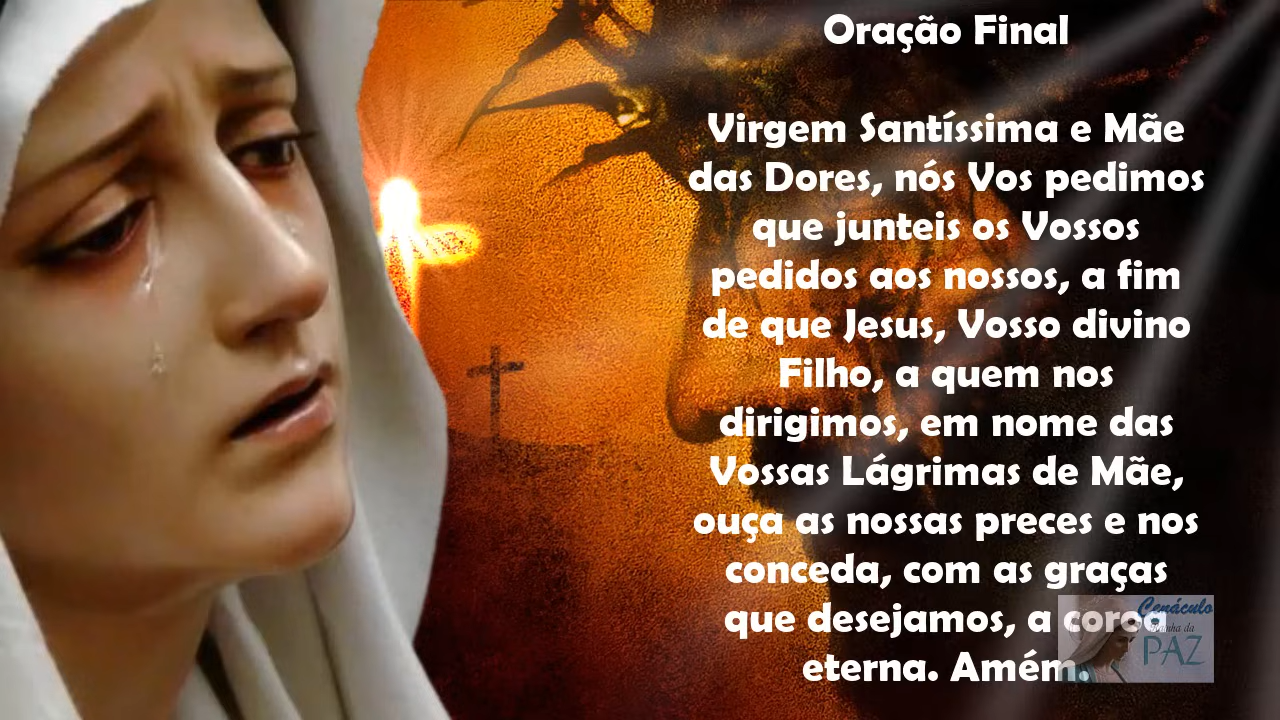 Oração Final
Virgem Santíssima e Mãe
das Dores, nós Vos pedimos
que junteis os Vossos
pedidos aos nossos, a fim
de que Jesus, Vosso divino
Filho, a quem nos
dirigimos, em nome das
Vossas Lágrimas de Mãe,
ouça as nossas preces e nos
conceda, com as graças
que desejamos, a coroa
eterna. Amém.
Cenáculo
Rainha da
PAZ